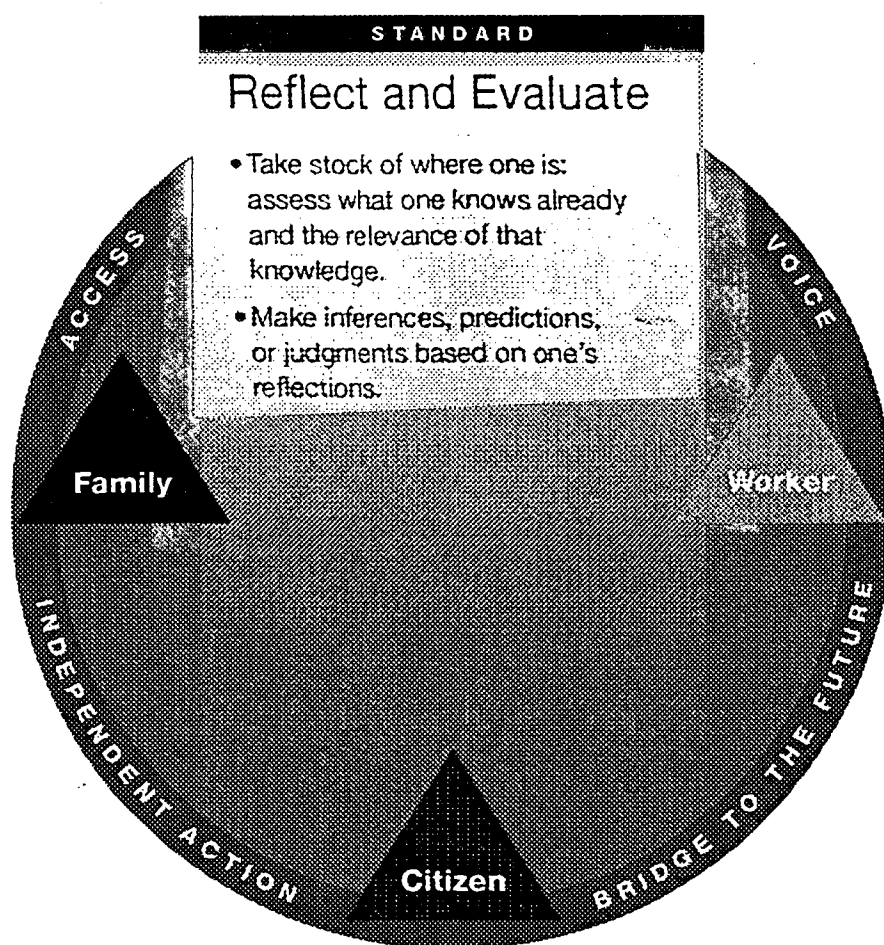 STANDARD
Reflect and Evaluate
• Take stock of where one is:
assess what one knows already
and the relevance of that
knowledge.
• Make inferences, predictions,
or judgments based on one's
reflections.
ACCESS
VOICE
Family
Worker
INDEPENDENT ACTION
BRIDGE TO THE FUTURE
Citizen